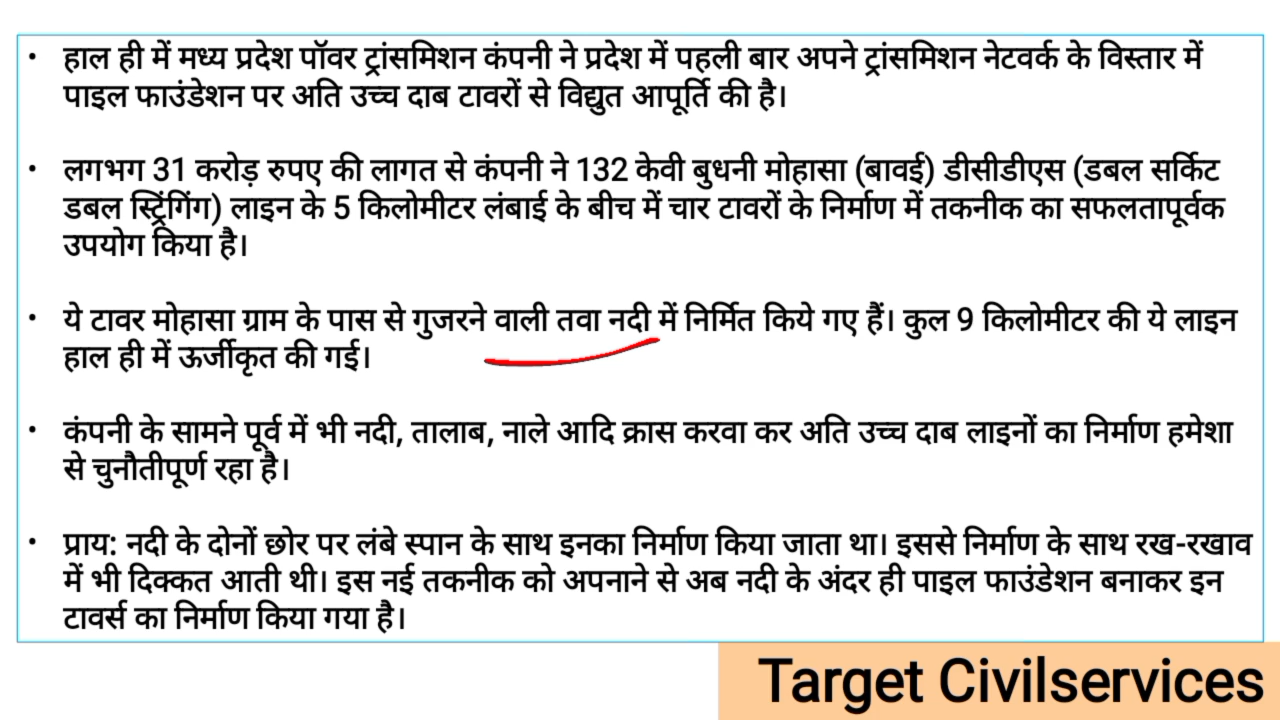 • हाल ही में मध्य प्रदेश पॉवर ट्रांसमिशन कंपनी ने प्रदेश में पहली बार अपने ट्रांसमिशन नेटवर्क के विस्तार में
पाइल फाउंडेशन पर अति उच्च दाब टावरों से विद्युत आपूर्ति की है।
• लगभग 31 करोड़ रुपए की लागत से कंपनी ने 132 केवी बुधनी मोहासा (बावई) डीसीडीएस (डबल सर्किट
डबल स्ट्रिंगिंग) लाइन के 5 किलोमीटर लंबाई के बीच में चार टावरों के निर्माण में तकनीक का सफलतापूर्वक
उपयोग किया है।
• ये टावर मोहासा ग्राम के पास से गुजरने वाली तवा नदी में निर्मित किये गए हैं। कुल 9 किलोमीटर की ये लाइन
हाल ही में ऊर्जीकृत की गई।
• कंपनी के सामने पूर्व में भी नदी, तालाब, नाले आदि क्रास करवा कर अति उच्च दाब लाइनों का निर्माण हमेशा
से चुनौतीपूर्ण रहा है।
• प्राय: नदी के दोनों छोर पर लंबे स्पान के साथ इनका निर्माण किया जाता था। इससे निर्माण के साथ रख-रखाव
में भी दिक्कत आती थी। इस नई तकनीक को अपनाने से अब नदी के अंदर ही पाइल फाउंडेशन बनाकर इन
टावर्स का निर्माण किया गया है।
Target Civilservices